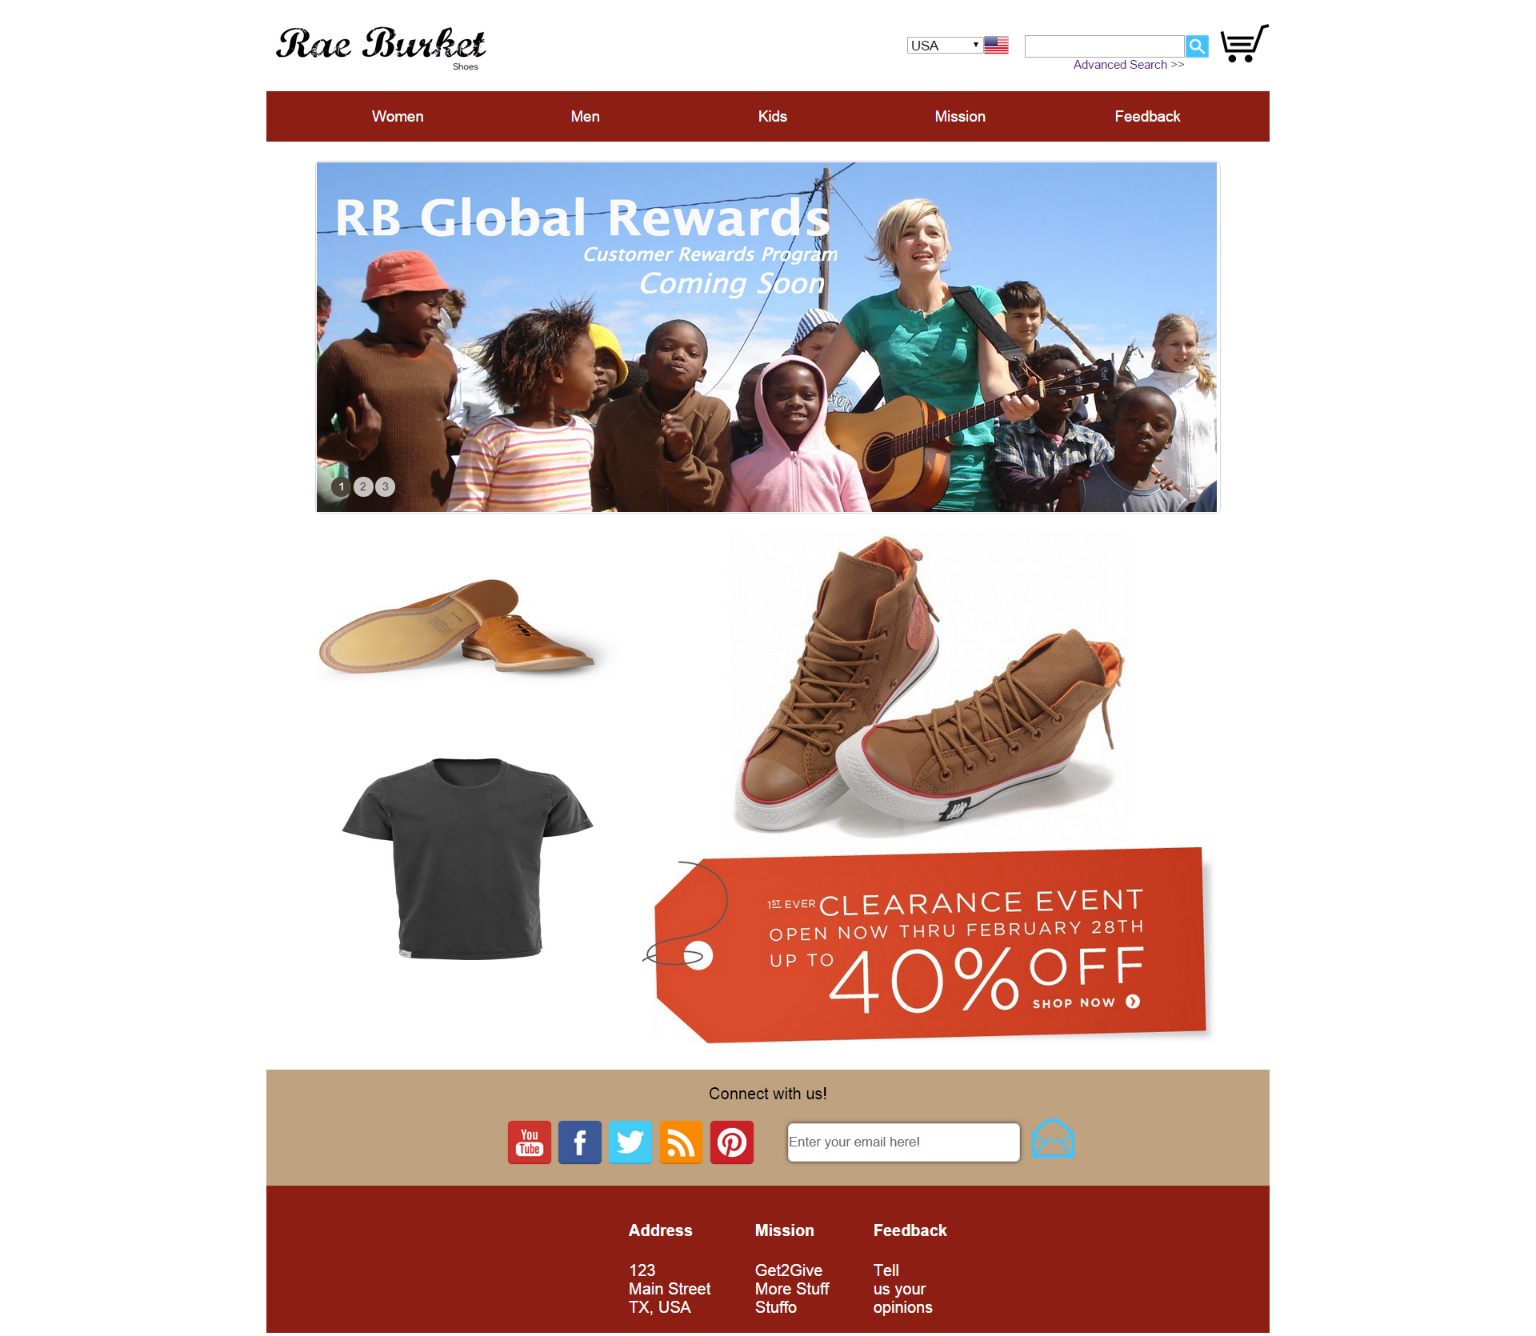 Rae Burket
Shoes
USA
Advanced Search >>
Women Men Kids Mission Feedback
RB Global Rewards
Customer Rewards Program
Coming Soon
1 2 3
1ST EVER CLEARANCE EVENT
OPEN NOW THRU FEBRUARY 28TH
UP TO 40% OFF
SHOP NOW
Connect with us!
You
Tube
Enter your email here!
Address
123
Main Street
TX, USA
Mission
Get2Give
More Stuff
Stuffo
Feedback
Tell
us your
opinions